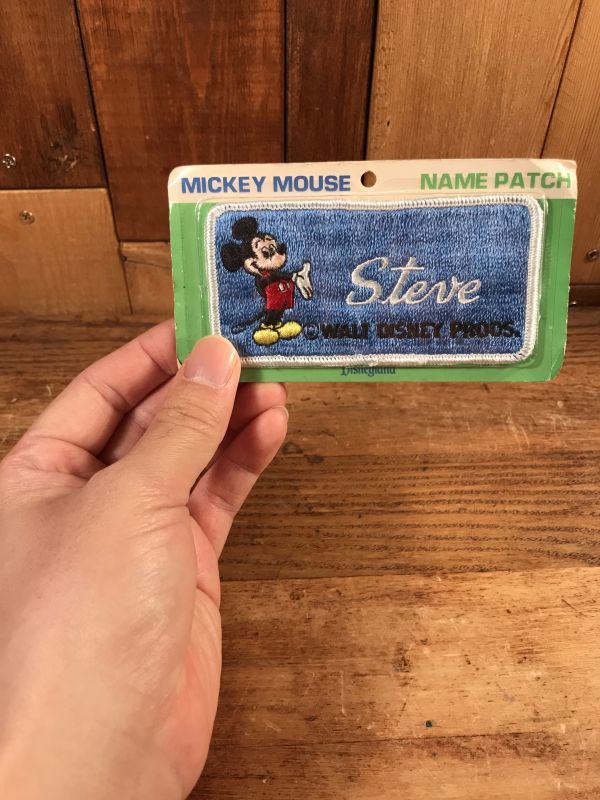 MICKEY MOUSE NAME PATCH
Steve
©WALT DISNEY PRODS.
Disneyland